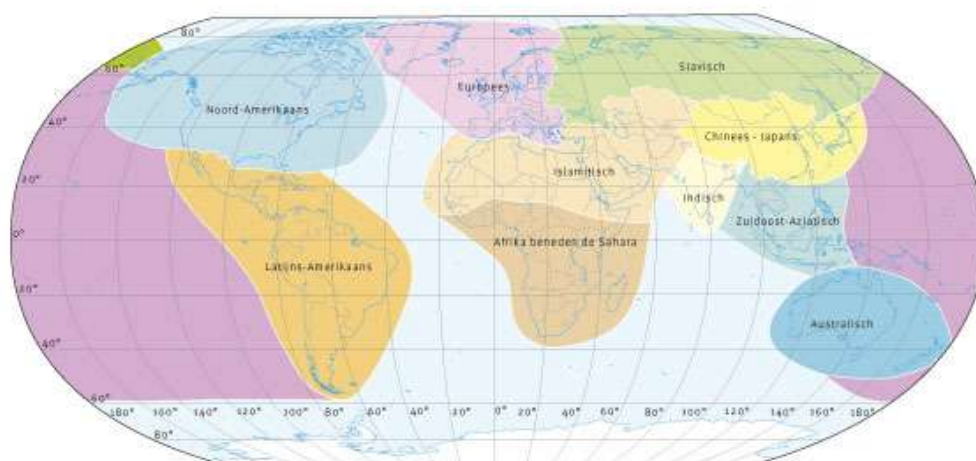 80°
60°
Slavisch
Europees
Noord-Amerikaans
40°
Chinees - Japans
Islamitisch
20°
Indisch
Zuidoost-Aziatisch
0°
Afrika beneden de Sahara
Latijns-Amerikaans
20°
Australisch
40°
60°
180° 160° 140° 120° 100° 80° 60° 40° 20° 0° 20° 40° 60° 80° 100° 120° 140° 160° 180°
80°